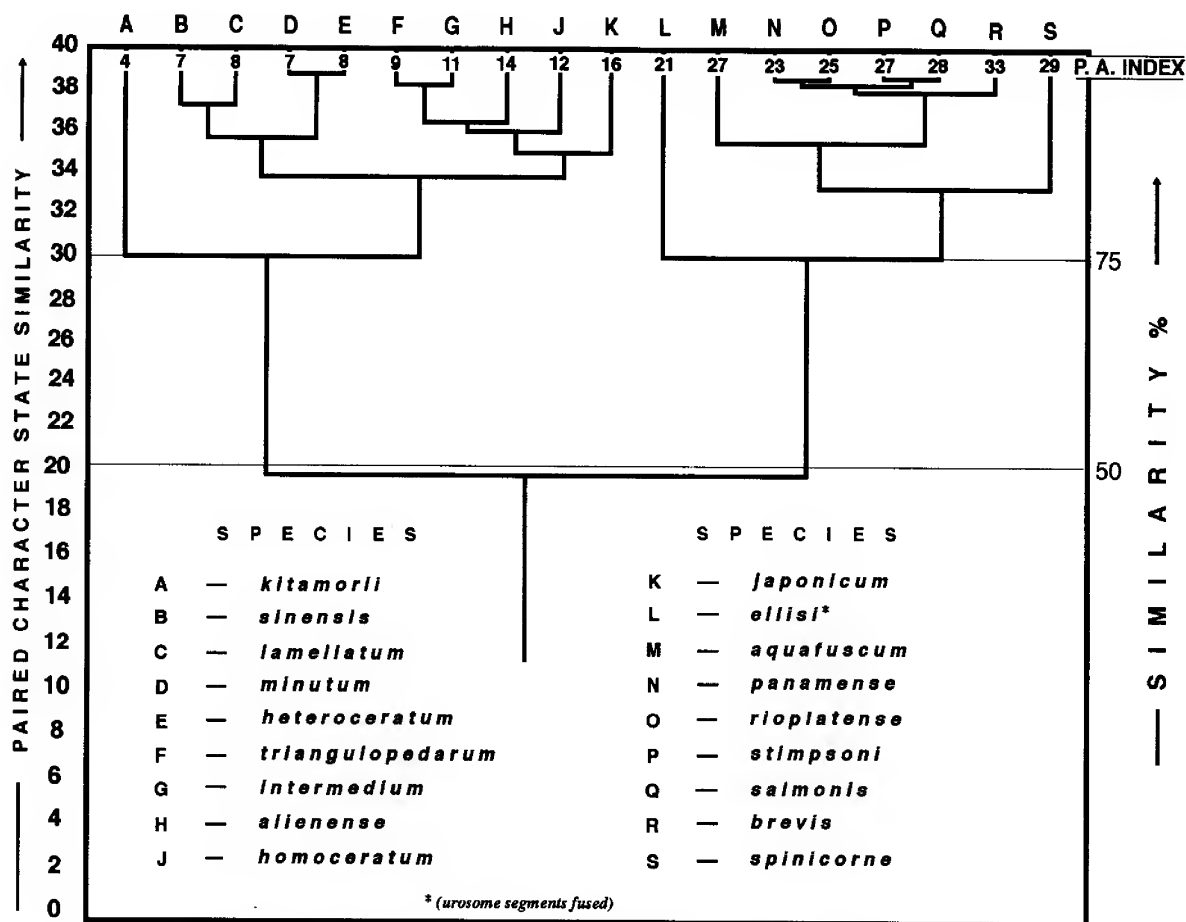 A B C D E F G H J K L M N O P Q R S
40
4 7 8 7 8 9 11 14 12 16 21 27 23 25 27 28 33 29 P. A. INDEX
38
36
34
32
30
28
26
24
22
20
18
16
14
12
10
8
6
4
2
0
PAIRED CHARACTER STATE SIMILARITY
75
50
SIMILARITY %
SPECIES
A — kitamorii
B — sinensis
C — lamellatum
D — minutum
E — heteroceratum
F — triangulopedarum
G — intermedium
H — alienense
J — homoceratum
SPECIES
K — japonicum
L — ellisi*
M — aquafuscum
N — panamense
O — rioplatense
P — stimpsoni
Q — salmonis
R — brevis
S — spinicorne
* (urosome segments fused)